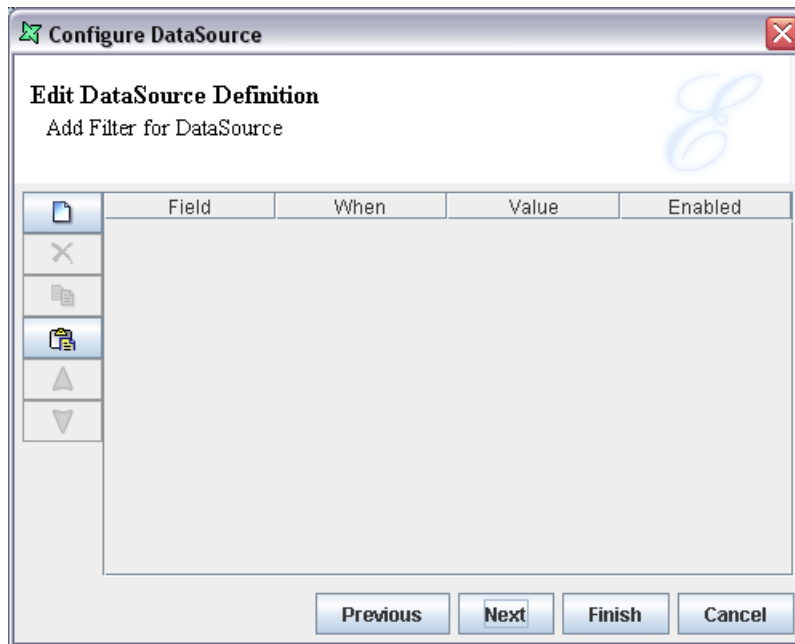 Configure DataSource
Edit DataSource Definition
Add Filter for DataSource
Field When Value Enabled
Previous Next Finish Cancel